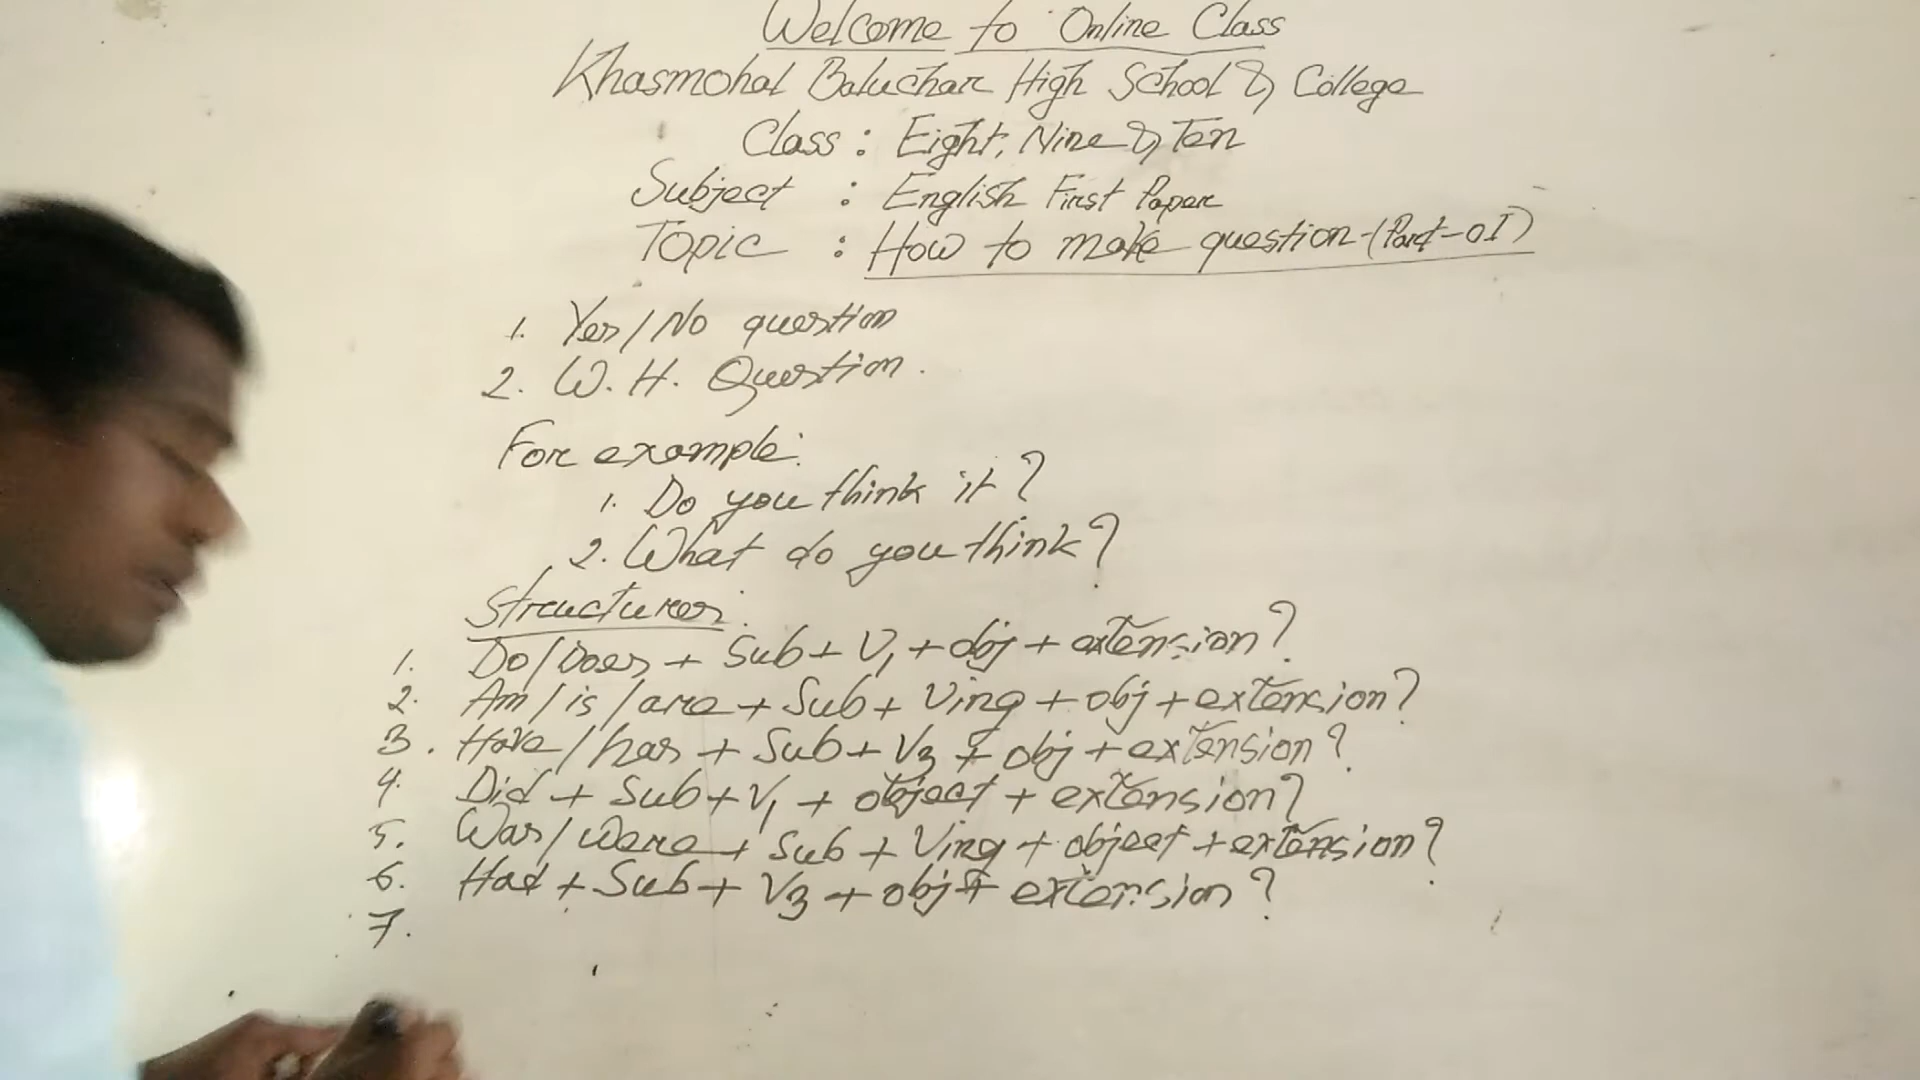 Welcome to Online Class
Khasmohal Baluchar High School & College
Class : Eight, Nine & Ten
Subject : English First Paper
Topic : How to make question-(Part-01)
1. Yes/No question
2. W.H. Question.
For example:
1. Do you think it?
2. What do you think?
Structures:
1. Do/Does + Sub + V1 + obj + extension?
2. Am/is/are + Sub + Ving + obj + extension?
3. Have/has + Sub + V3 + obj + extension?
4. Did + Sub + V1 + object + extension?
5. Was/were + Sub + Ving + object + extension?
6. Had + Sub + V3 + obj + extension?
7.